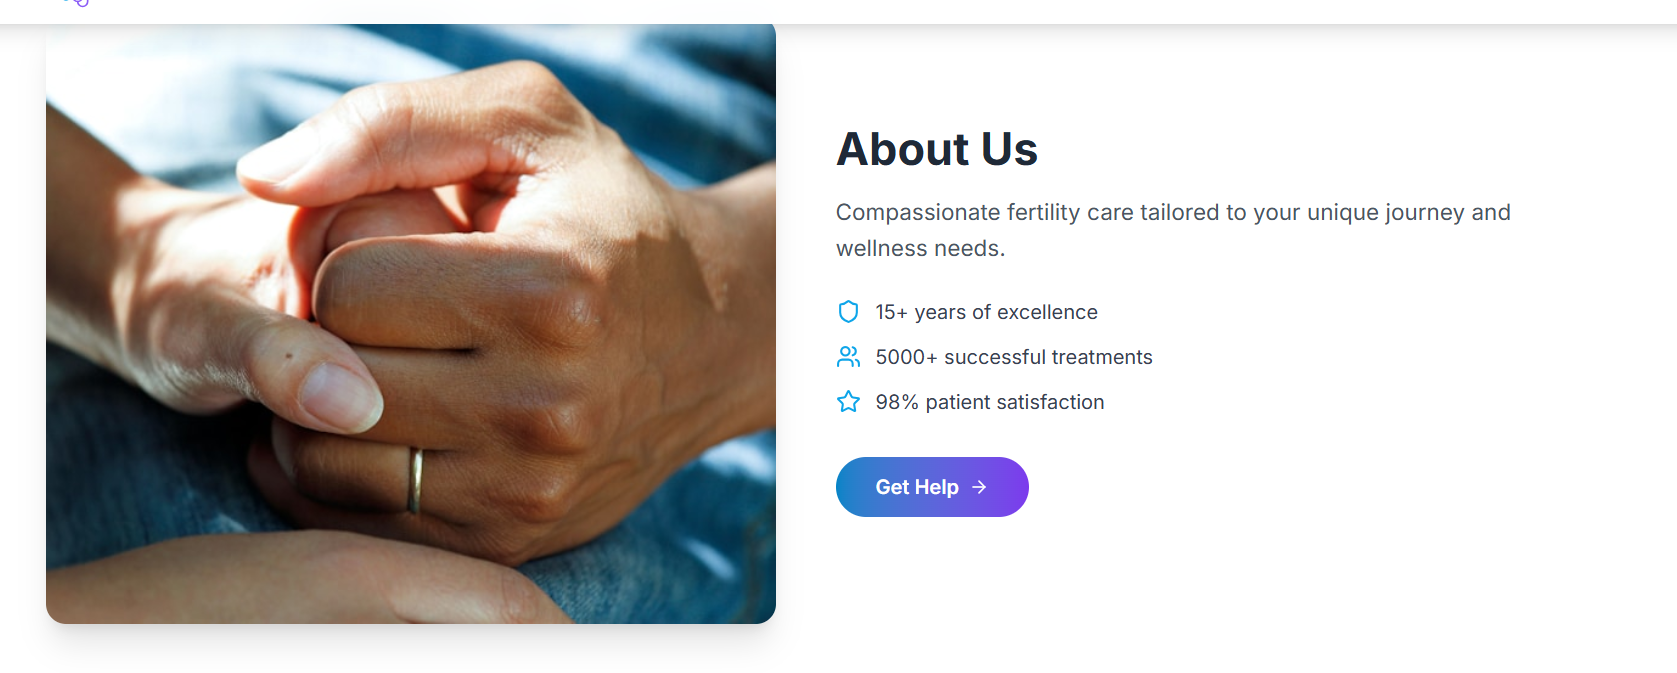 About Us
Compassionate fertility care tailored to your unique journey and
wellness needs.
15+ years of excellence
5000+ successful treatments
98% patient satisfaction
Get Help